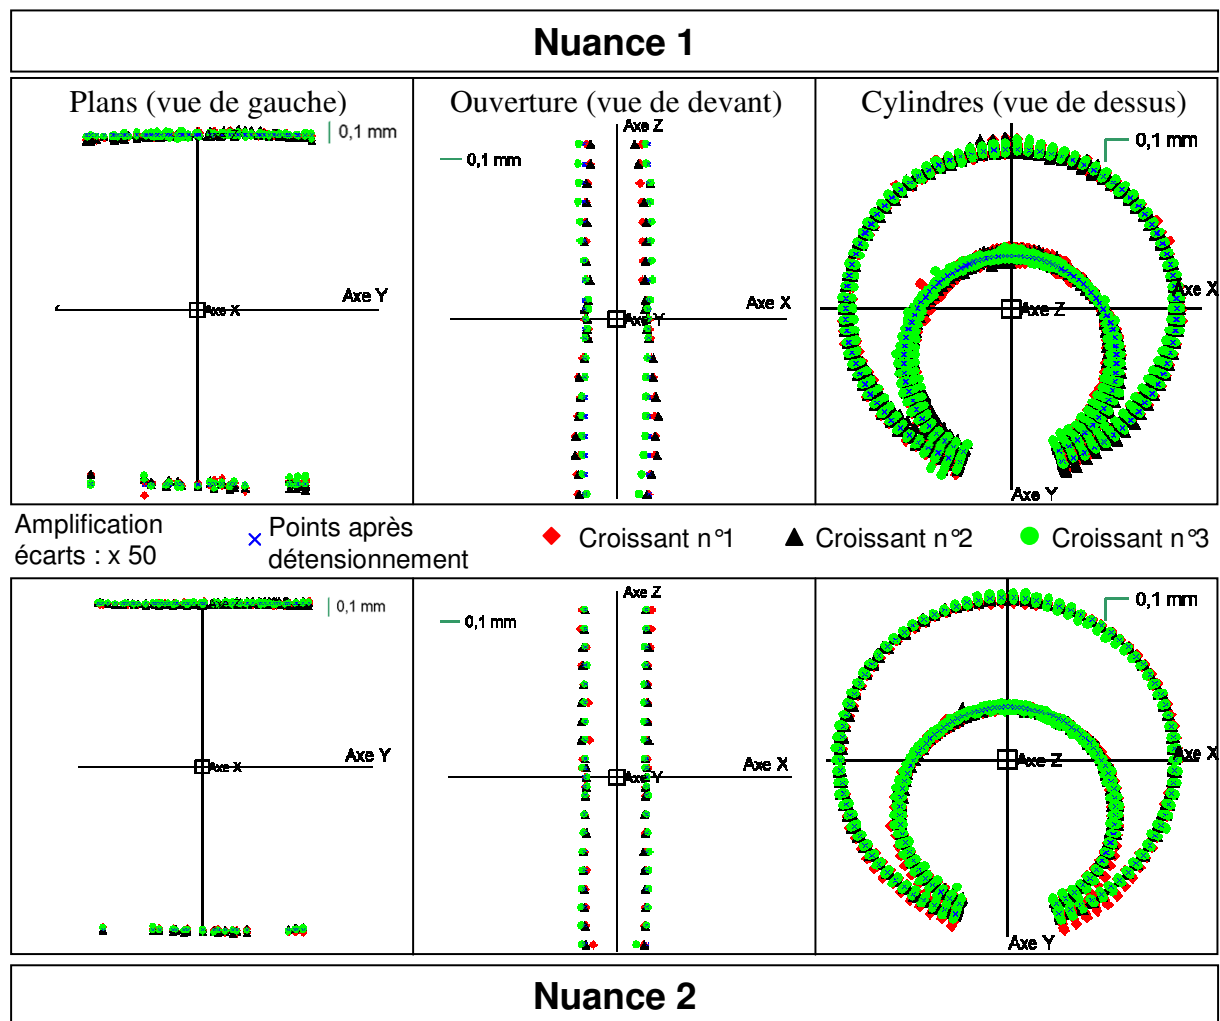 Nuance 1
Plans (vue de gauche)
Ouverture (vue de devant)
Cylindres (vue de dessus)
0,1 mm
Axe Y
Axe X
Axe Z
0,1 mm
Axe X
Axe Y
0,1 mm
Axe X
Axe Z
Axe Y
Amplification
écarts : x 50
Points après
détensionnement
Croissant n°1
Croissant n°2
Croissant n°3
0,1 mm
Axe Y
Axe X
Axe Z
0,1 mm
Axe X
Axe Y
0,1 mm
Axe X
Axe Z
Axe Y
Nuance 2